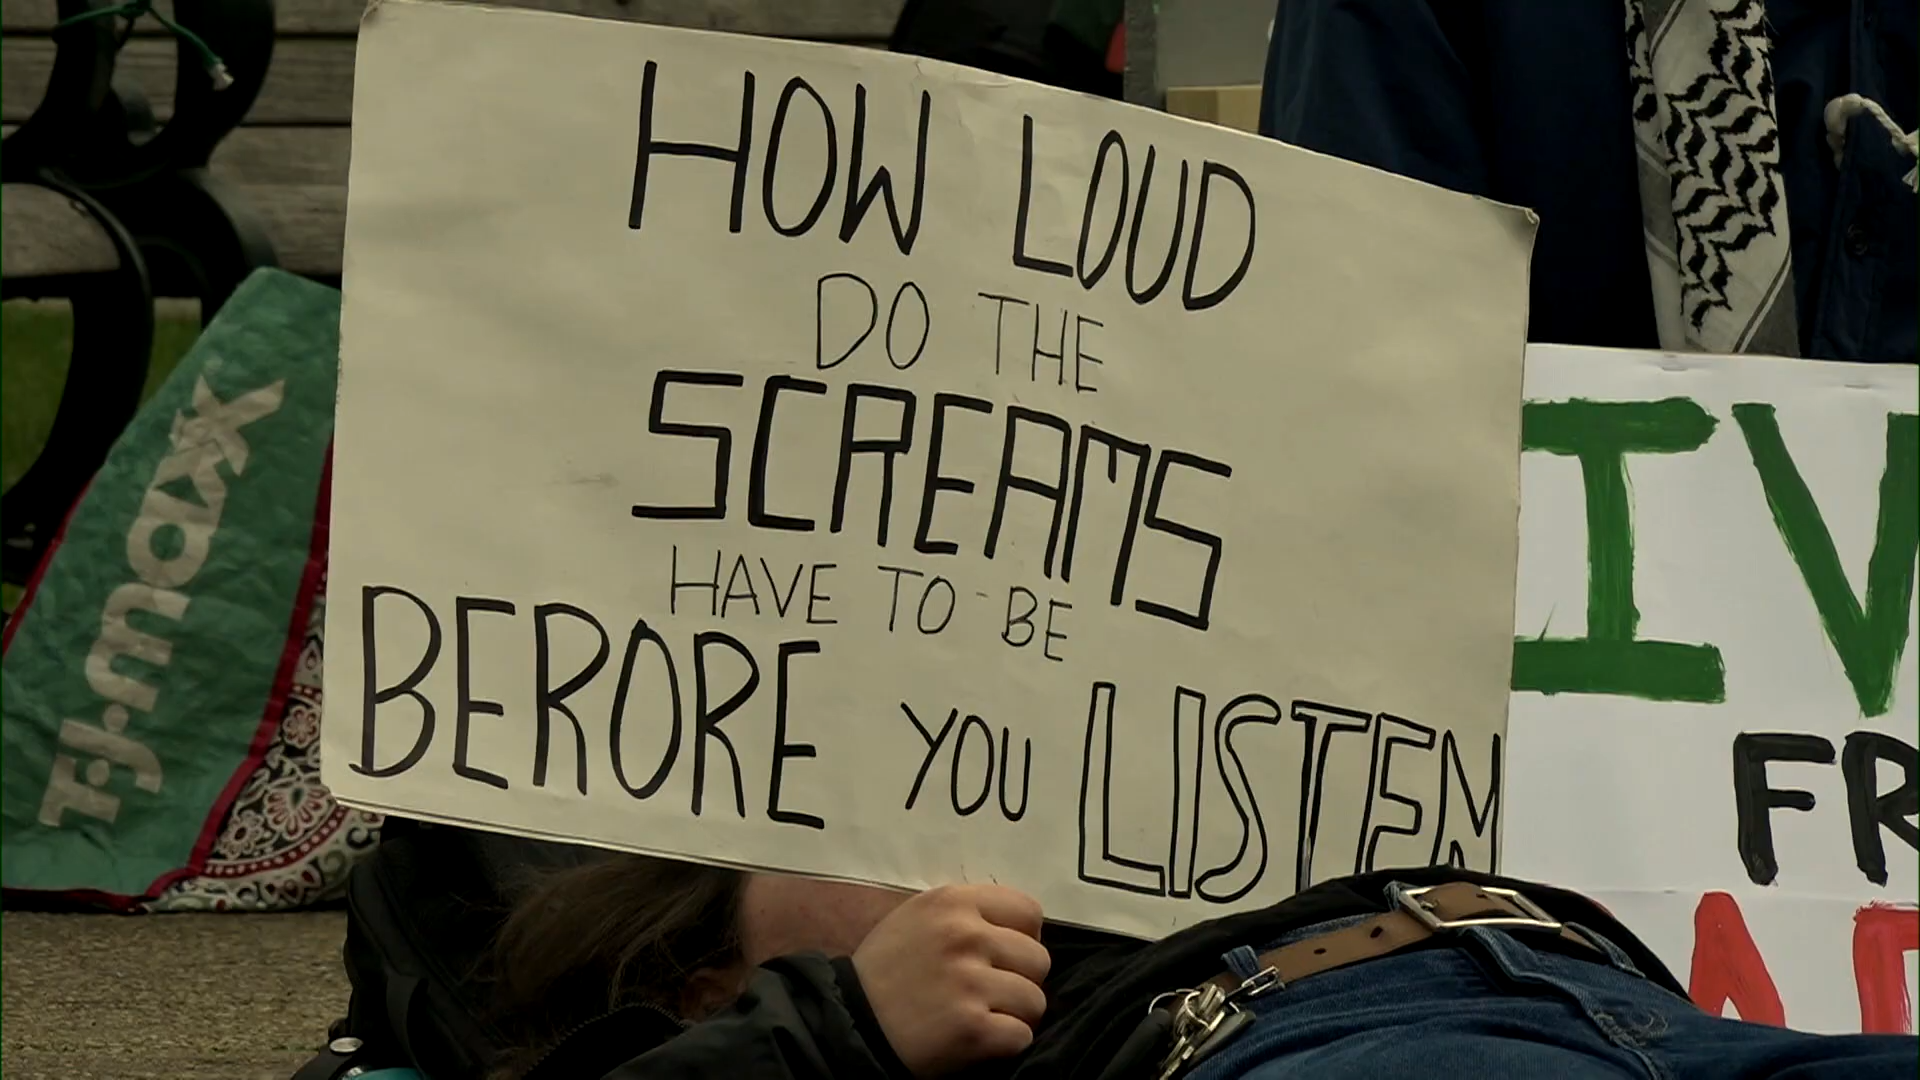 HOW LOUD
DO THE
SCREAMS
HAVE TO BE
BERORE YOU LISTEN
T·J·maxx
IV
FR